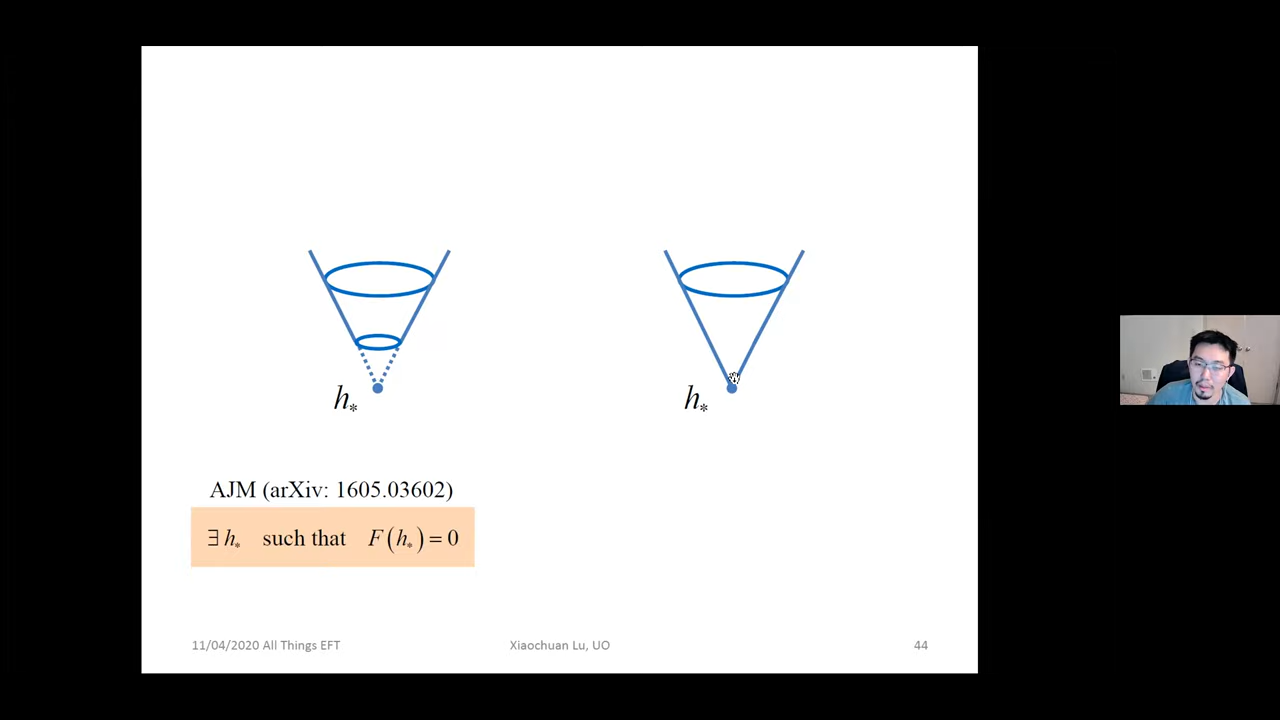 h* h*
AJM (arXiv: 1605.03602)
∃ h* such that F(h*) = 0
11/04/2020 All Things EFT Xiaochuan Lu, UO 44